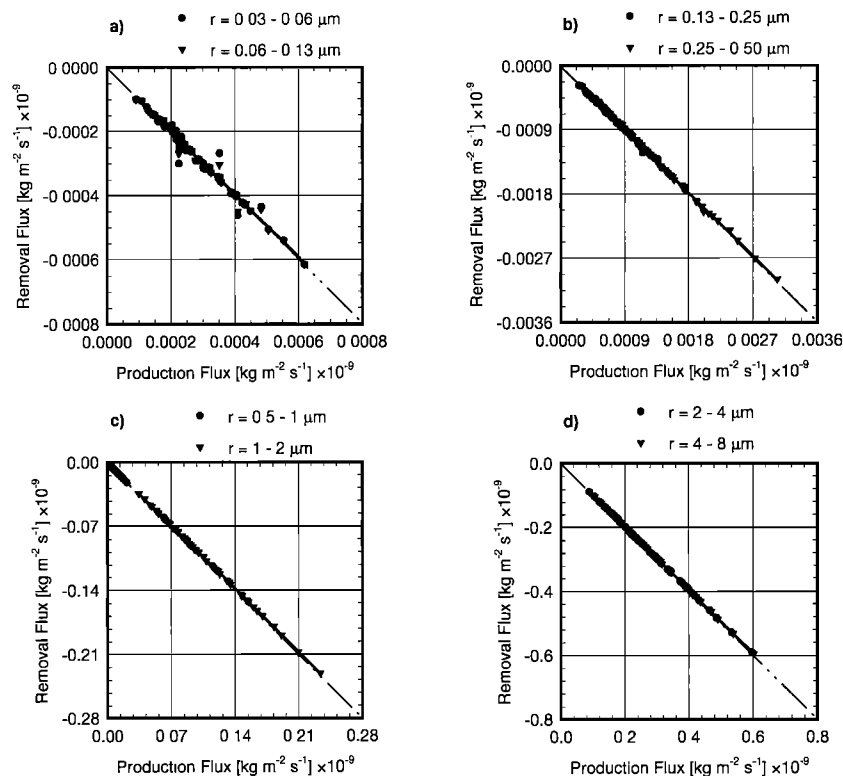 a)
● r = 0 03 - 0 06 μm
▼ r = 0.06 - 0 13 μm
0 0000
-0 0002
-0 0004
-0 0006
-0 0008
Removal Flux [kg m-2 s-1] ×10-9
0.0000 0 0002 0 0004 0 0006 0 0008
Production Flux [kg m-2 s-1] ×10-9
b)
● r = 0.13 - 0.25 μm
▼ r = 0.25 - 0 50 μm
0.0000
-0.0009
-0.0018
-0.0027
-0.0036
Removal Flux [kg m-2 s-1] ×10-9
0.0000 0.0009 0 0018 0 0027 0 0036
Production Flux [kg m-2 s-1] ×10-9
c)
● r = 0 5 - 1 μm
▼ r = 1 - 2 μm
0.00
-0.07
-0.14
-0.21
-0.28
Removal Flux [kg m-2 s-1] ×10-9
0.00 0 07 0 14 0 21 0 28
Production Flux [kg m-2 s-1] ×10-9
d)
● r = 2 - 4 μm
▼ r = 4 - 8 μm
0.0
-0.2
-0.4
-0.6
-0.8
Removal Flux [kg m-2 s-1] ×10-9
0.0 0 2 0 4 0 6 0.8
Production Flux [kg m-2 s-1] ×10-9